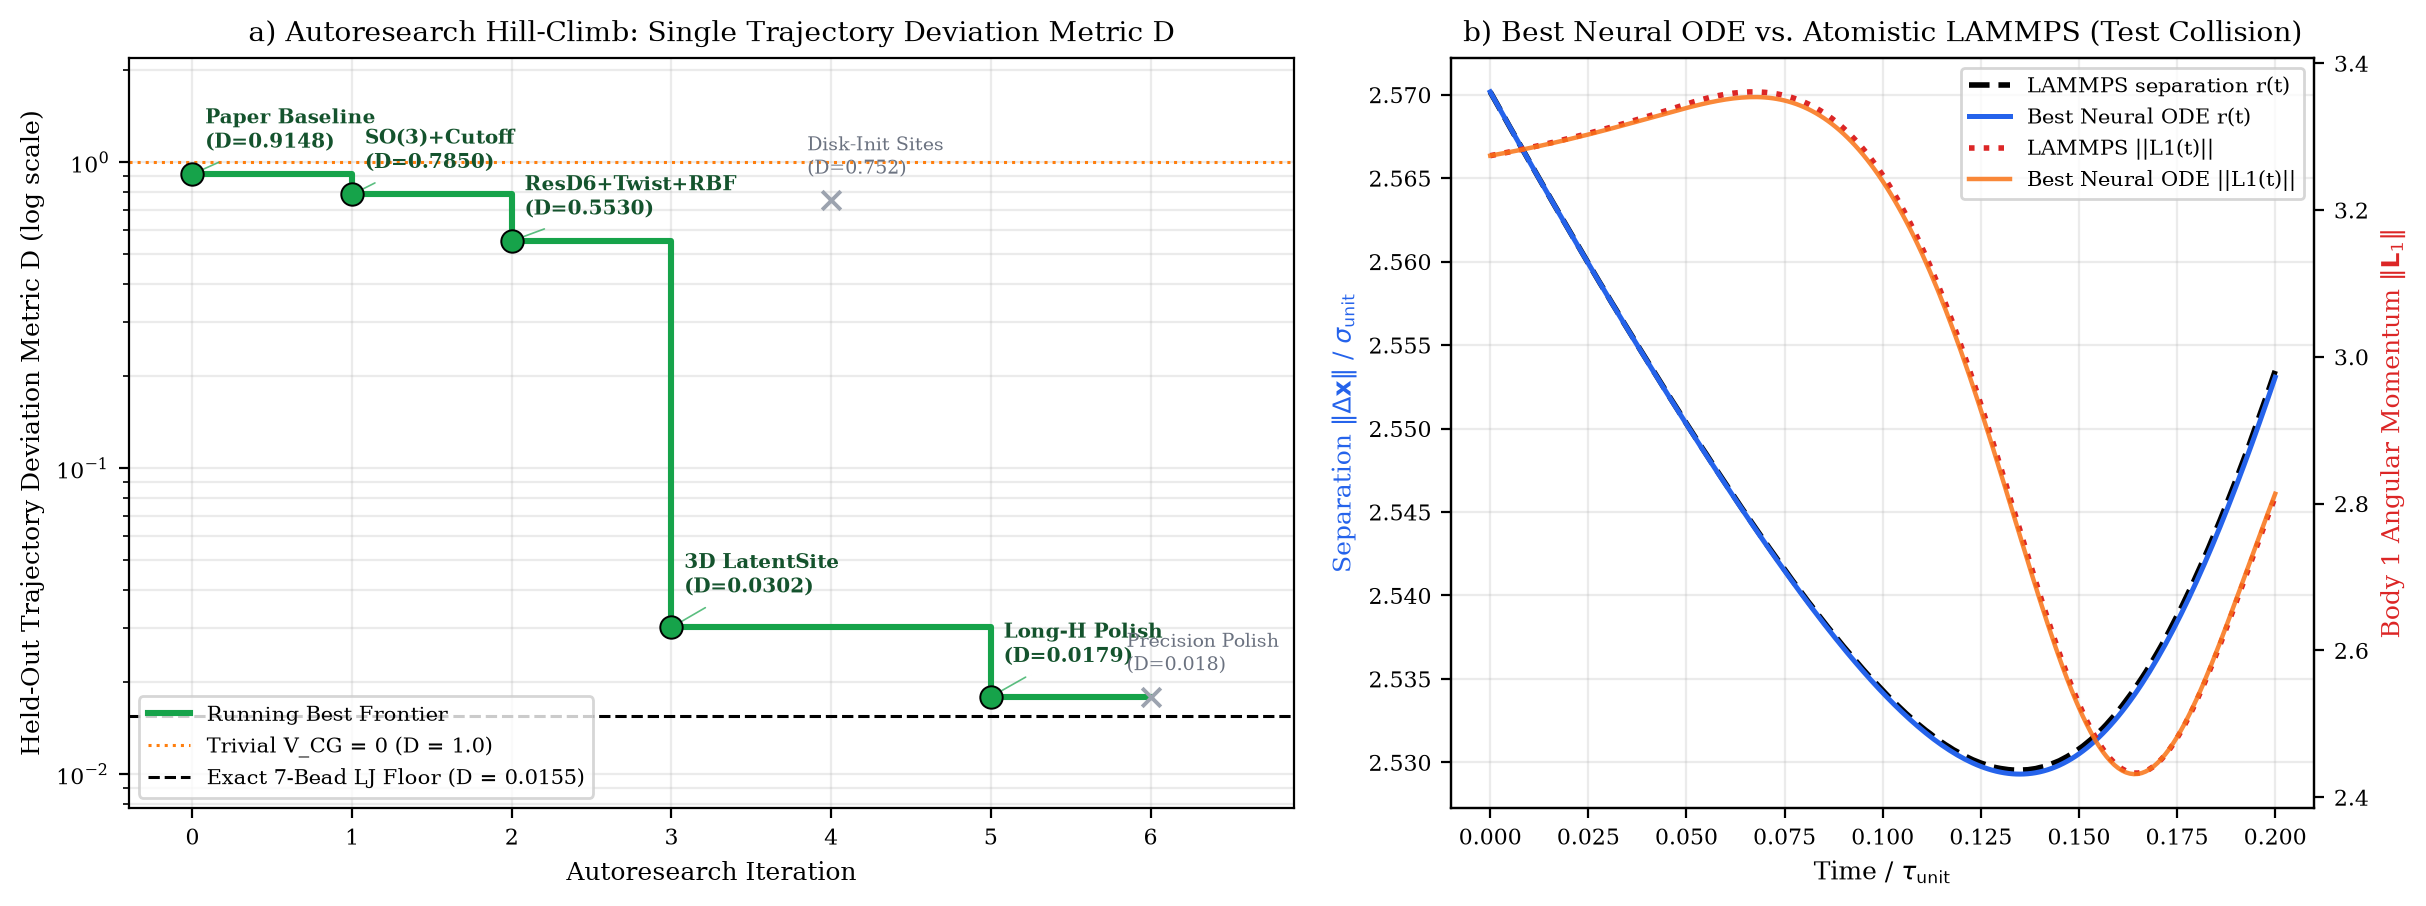 a) Autoresearch Hill-Climb: Single Trajectory Deviation Metric D
Held-Out Trajectory Deviation Metric D (log scale)
10⁰
10⁻¹
10⁻²
Paper Baseline
(D=0.9148)
SO(3)+Cutoff
(D=0.7850)
ResD6+Twist+RBF
(D=0.5530)
Disk-Init Sites
(D=0.752)
3D LatentSite
(D=0.0302)
Long-H Polish
(D=0.0179)
Precision Polish
(D=0.018)
Running Best Frontier
Trivial V_CG = 0 (D = 1.0)
Exact 7-Bead LJ Floor (D = 0.0155)
0 1 2 3 4 5 6
Autoresearch Iteration
b) Best Neural ODE vs. Atomistic LAMMPS (Test Collision)
Separation ‖Δx‖ / σunit
2.570
2.565
2.560
2.555
2.550
2.545
2.540
2.535
2.530
LAMMPS separation r(t)
Best Neural ODE r(t)
LAMMPS ||L1(t)||
Best Neural ODE ||L1(t)||
3.4
3.2
3.0
2.8
2.6
2.4
Body 1 Angular Momentum ‖L₁‖
0.000 0.025 0.050 0.075 0.100 0.125 0.150 0.175 0.200
Time / τunit